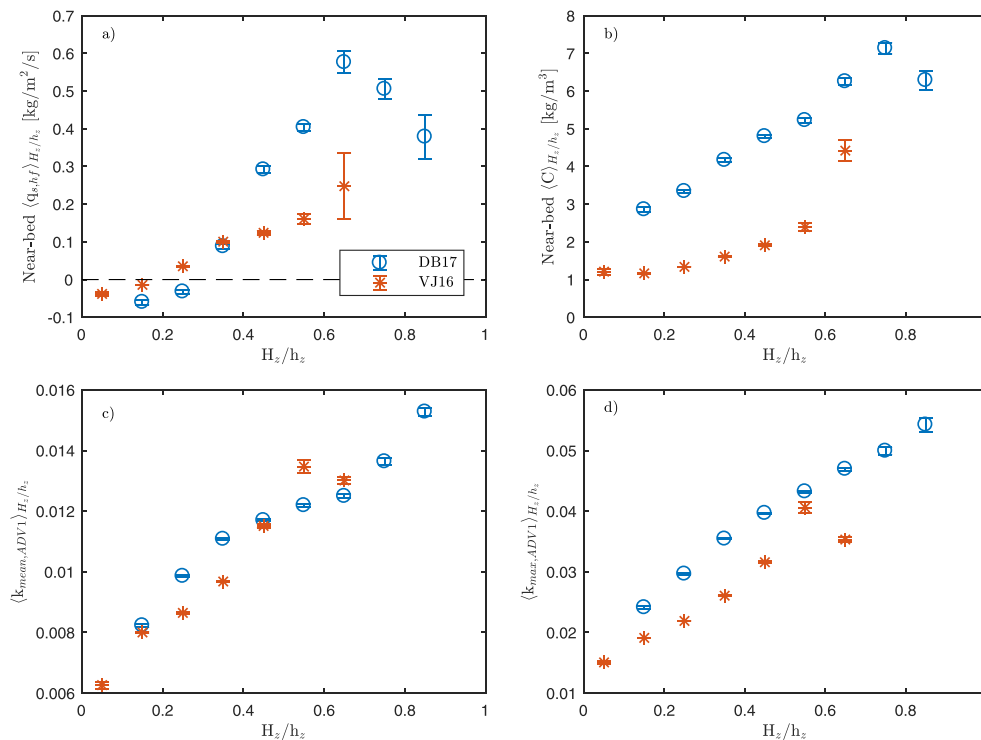 a)
Near-bed ⟨q_{s,hf}⟩_{H_z/h_z} [kg/m^2/s]
0.7
0.6
0.5
0.4
0.3
0.2
0.1
0
-0.1
DB17
VJ16
0 0.2 0.4 0.6 0.8 1
H_z/h_z
b)
Near-bed ⟨C⟩_{H_z/h_z} [kg/m^3]
8
7
6
5
4
3
2
1
0
0 0.2 0.4 0.6 0.8
H_z/h_z
c)
⟨k_{mean,ADV1}⟩_{H_z/h_z}
0.016
0.014
0.012
0.01
0.008
0.006
0 0.2 0.4 0.6 0.8 1
H_z/h_z
d)
⟨k_{max,ADV1}⟩_{H_z/h_z}
0.06
0.05
0.04
0.03
0.02
0.01
0 0.2 0.4 0.6 0.8
H_z/h_z